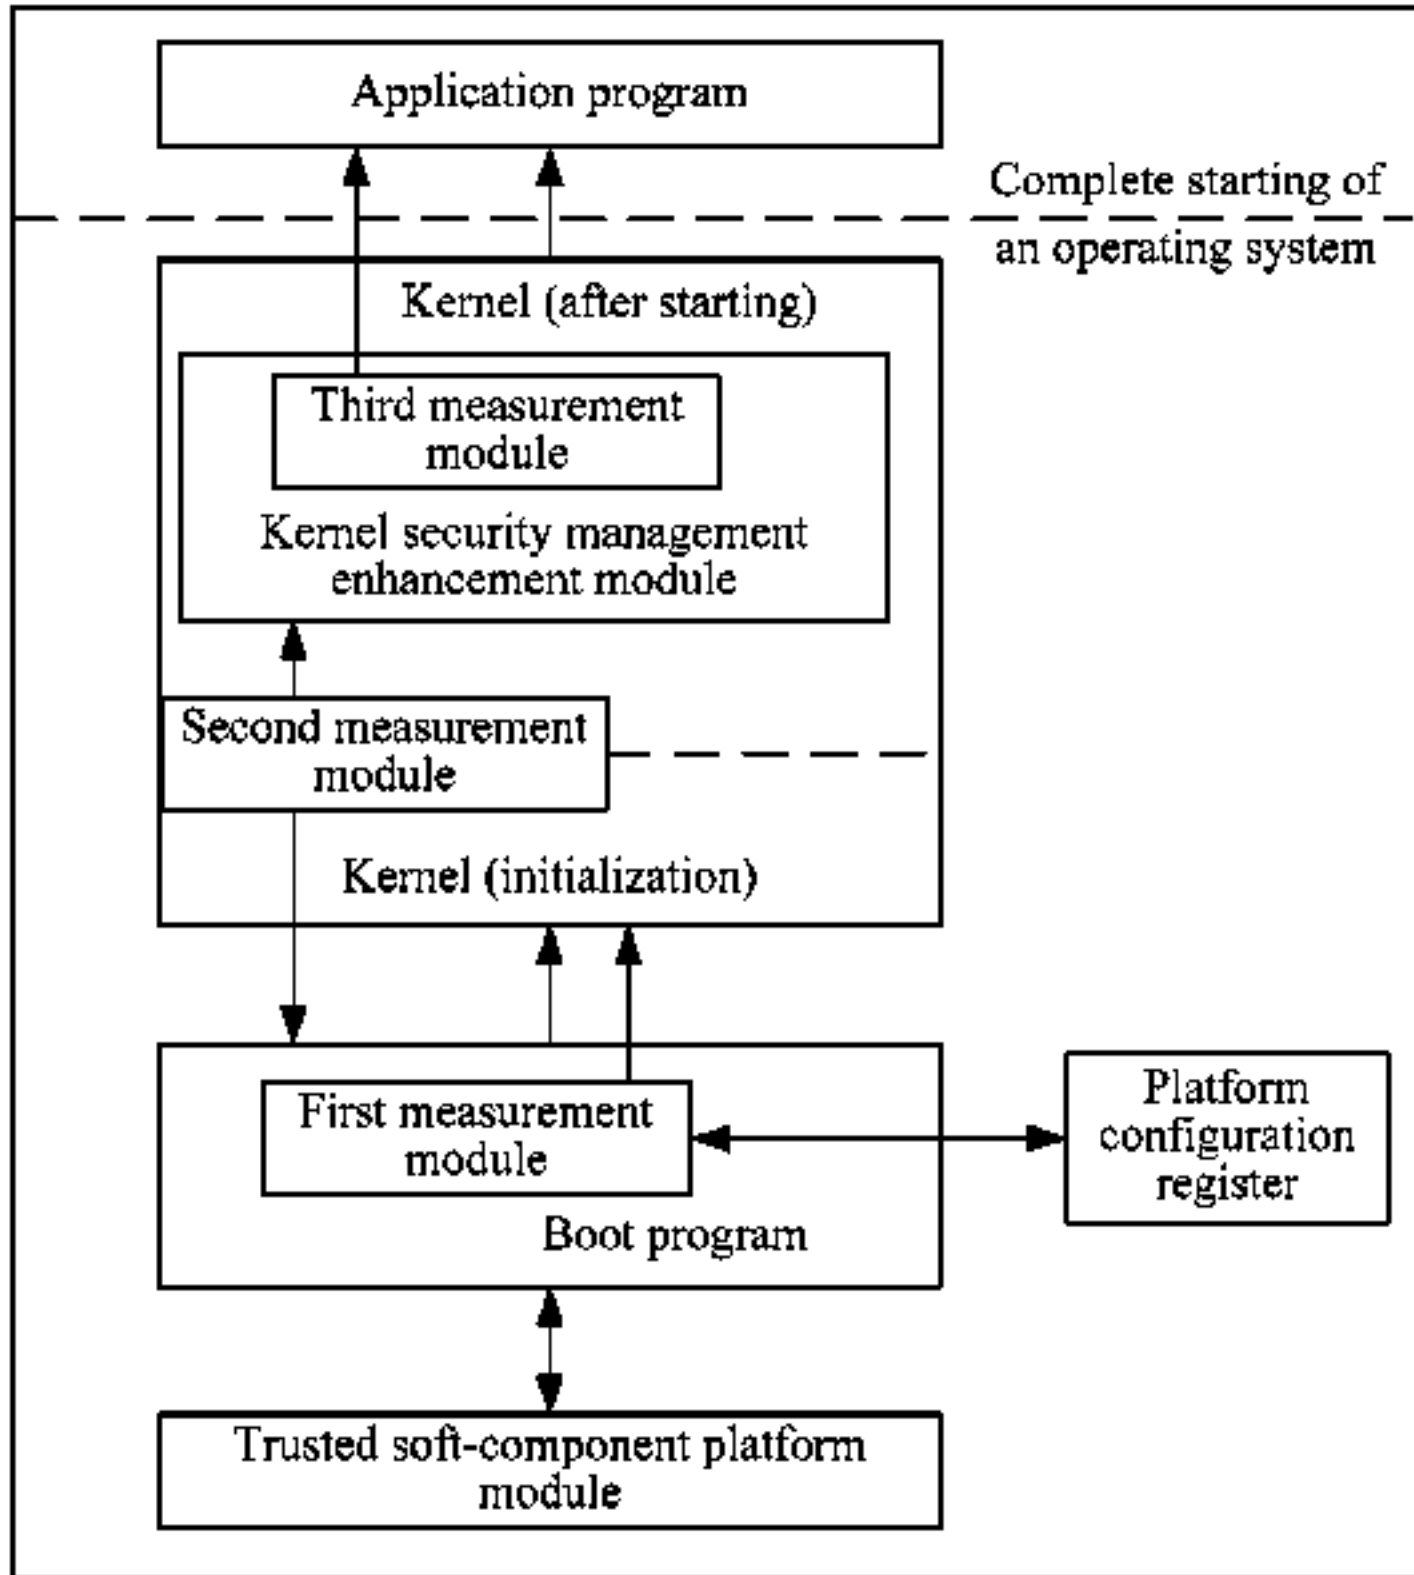 Application program
Complete starting of
an operating system
Kernel (after starting)
Third measurement
module
Kernel security management
enhancement module
Second measurement
module
Kernel (initialization)
First measurement
module
Boot program
Platform
configuration
register
Trusted soft-component platform
module